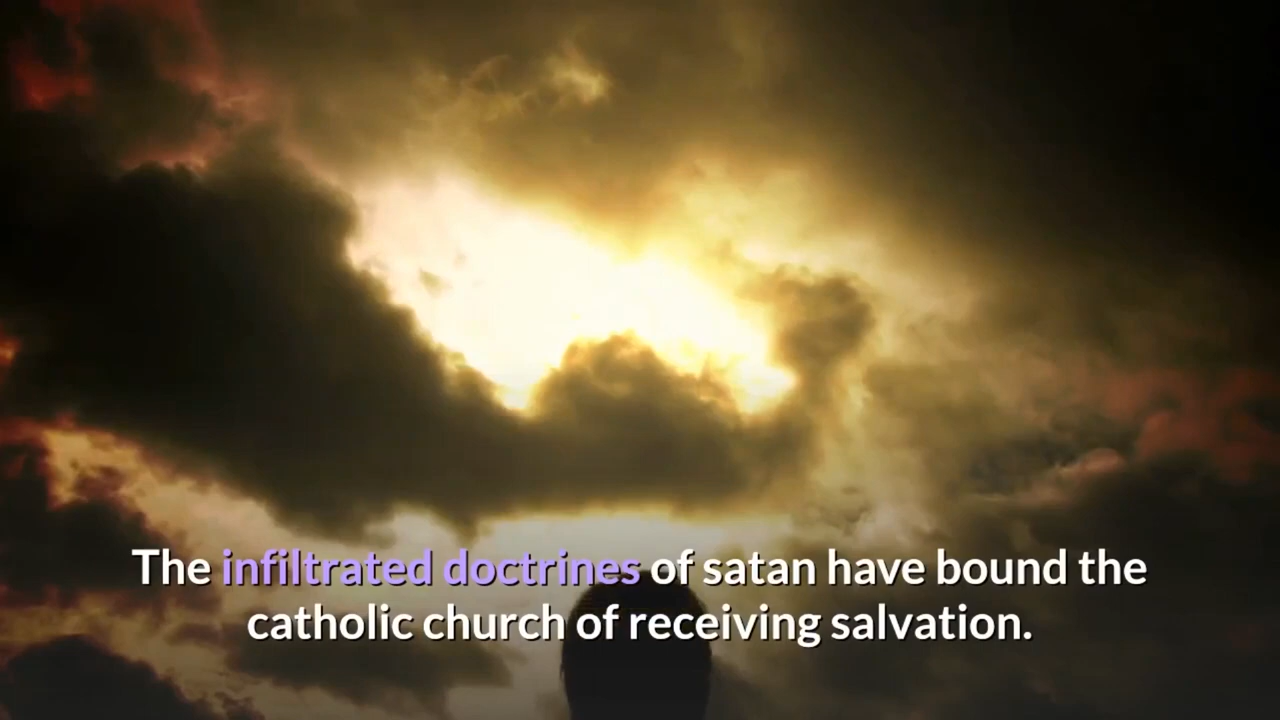 The infiltrated doctrines of satan have bound the
catholic church of receiving salvation.